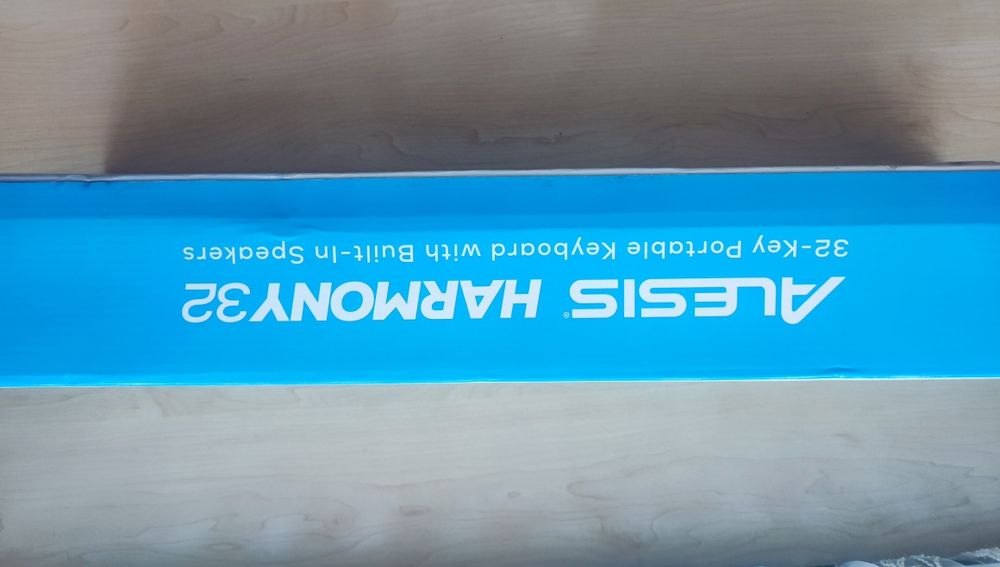 ALESIS® HARMONY32
32-Key Portable Keyboard with Built-In Speakers